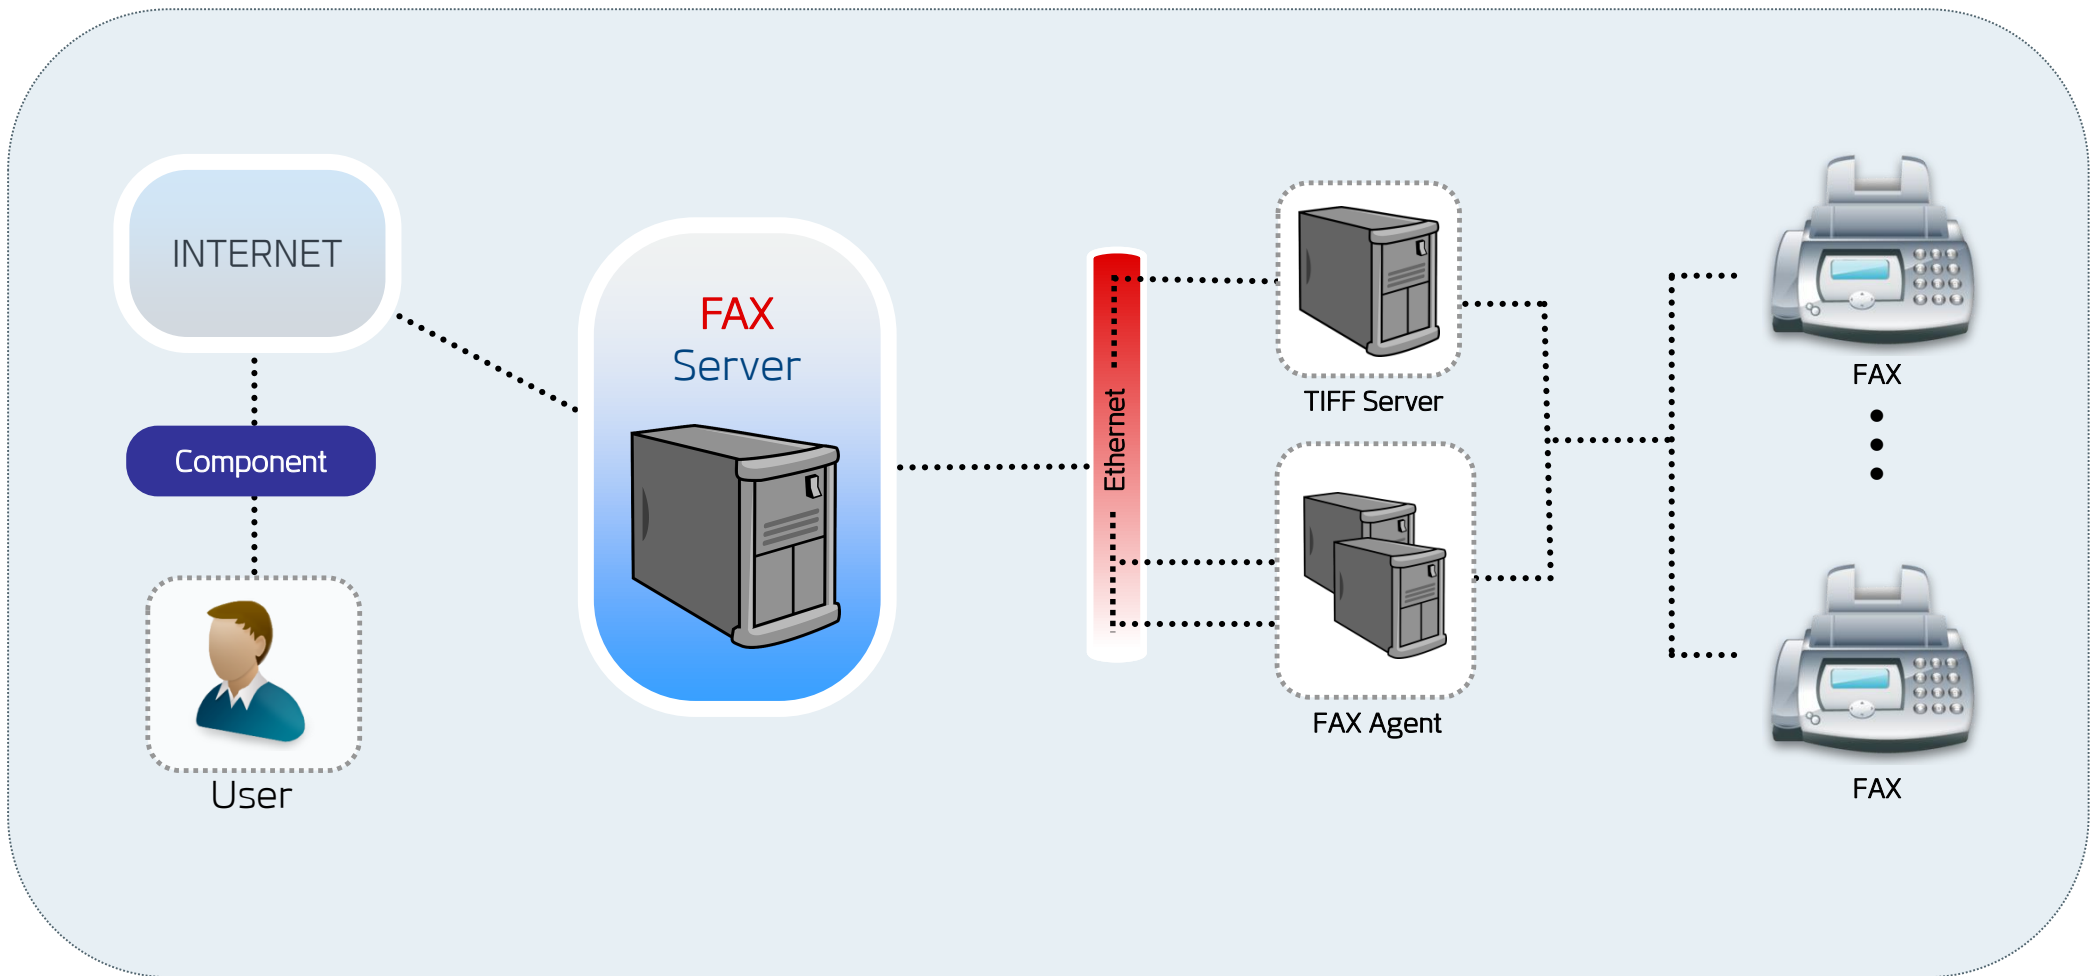 INTERNET
Component
User
FAX
Server
Ethernet
TIFF Server
FAX Agent
FAX
FAX